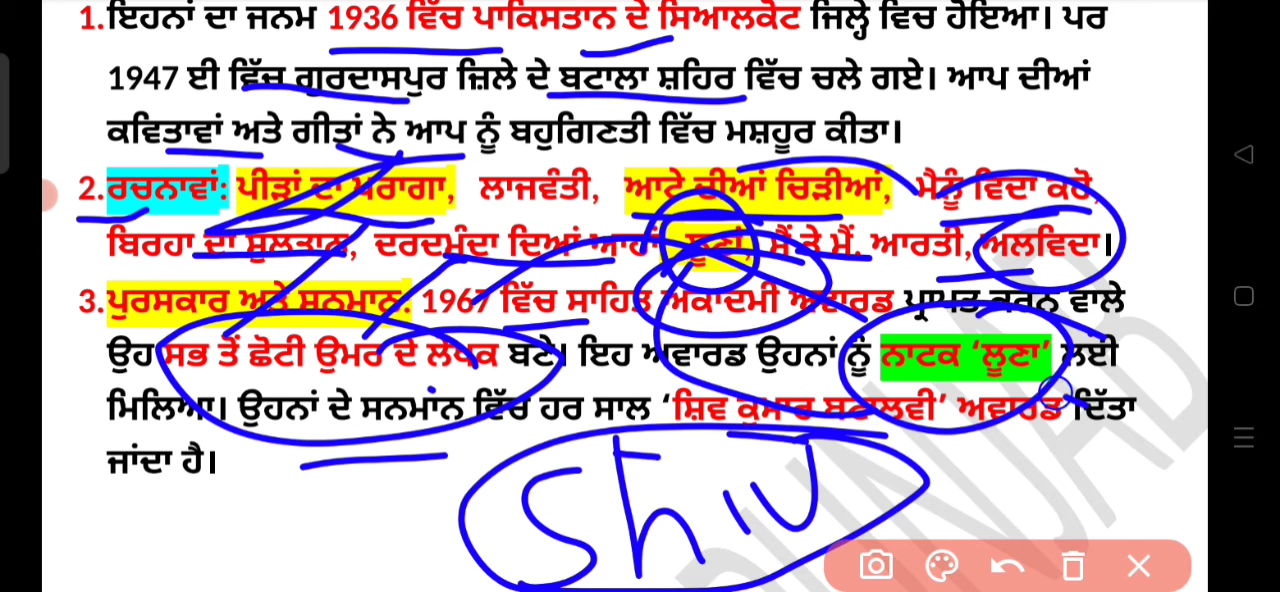 1.ਇਹਨਾਂ ਦਾ ਜਨਮ 1936 ਵਿੱਚ ਪਾਕਿਸਤਾਨ ਦੇ ਸਿਆਲਕੋਟ ਜਿਲ੍ਹੇ ਵਿਚ ਹੋਇਆ। ਪਰ
1947 ਈ ਵਿੱਚ ਗੁਰਦਾਸਪੁਰ ਜ਼ਿਲੇ ਦੇ ਬਟਾਲਾ ਸ਼ਹਿਰ ਵਿੱਚ ਚਲੇ ਗਏ। ਆਪ ਦੀਆਂ
ਕਵਿਤਾਵਾਂ ਅਤੇ ਗੀਤਾਂ ਨੇ ਆਪ ਨੂੰ ਬਹੁਗਿਣਤੀ ਵਿੱਚ ਮਸ਼ਹੂਰ ਕੀਤਾ।
2.ਰਚਨਾਵਾਂ: ਪੀੜਾਂ ਦਾ ਪਰਾਗਾ, ਲਾਜਵੰਤੀ, ਆਟੇ ਦੀਆਂ ਚਿੜੀਆਂ, ਮੈਨੂੰ ਵਿਦਾ ਕਰੋ,
ਬਿਰਹਾ ਦਾ ਸੁਲਤਾਨ, ਦਰਦਮੰਦਾ ਦਿਆਂ ਆਹਾਂ, ਲੂਣਾਂ, ਮੈਂ ਤੇ ਮੈਂ, ਆਰਤੀ, ਅਲਵਿਦਾ।
3.ਪੁਰਸਕਾਰ ਅਤੇ ਸਨਮਾਨ: 1967 ਵਿੱਚ ਸਾਹਿਤ ਅਕਾਦਮੀ ਅਵਾਰਡ ਪ੍ਰਾਪਤ ਕਰਨ ਵਾਲੇ
ਉਹ ਸਭ ਤੋਂ ਛੋਟੀ ਉਮਰ ਦੇ ਲੇਖਕ ਬਣੇ। ਇਹ ਅਵਾਰਡ ਉਹਨਾਂ ਨੂੰ ਨਾਟਕ ‘ਲੂਣਾ’ ਲਈ
ਮਿਲਿਆ। ਉਹਨਾਂ ਦੇ ਸਨਮਾਨ ਵਿੱਚ ਹਰ ਸਾਲ ‘ਸ਼ਿਵ ਕੁਮਾਰ ਬਟਾਲਵੀ’ ਅਵਾਰਡ ਦਿੱਤਾ
ਜਾਂਦਾ ਹੈ।
Shiv